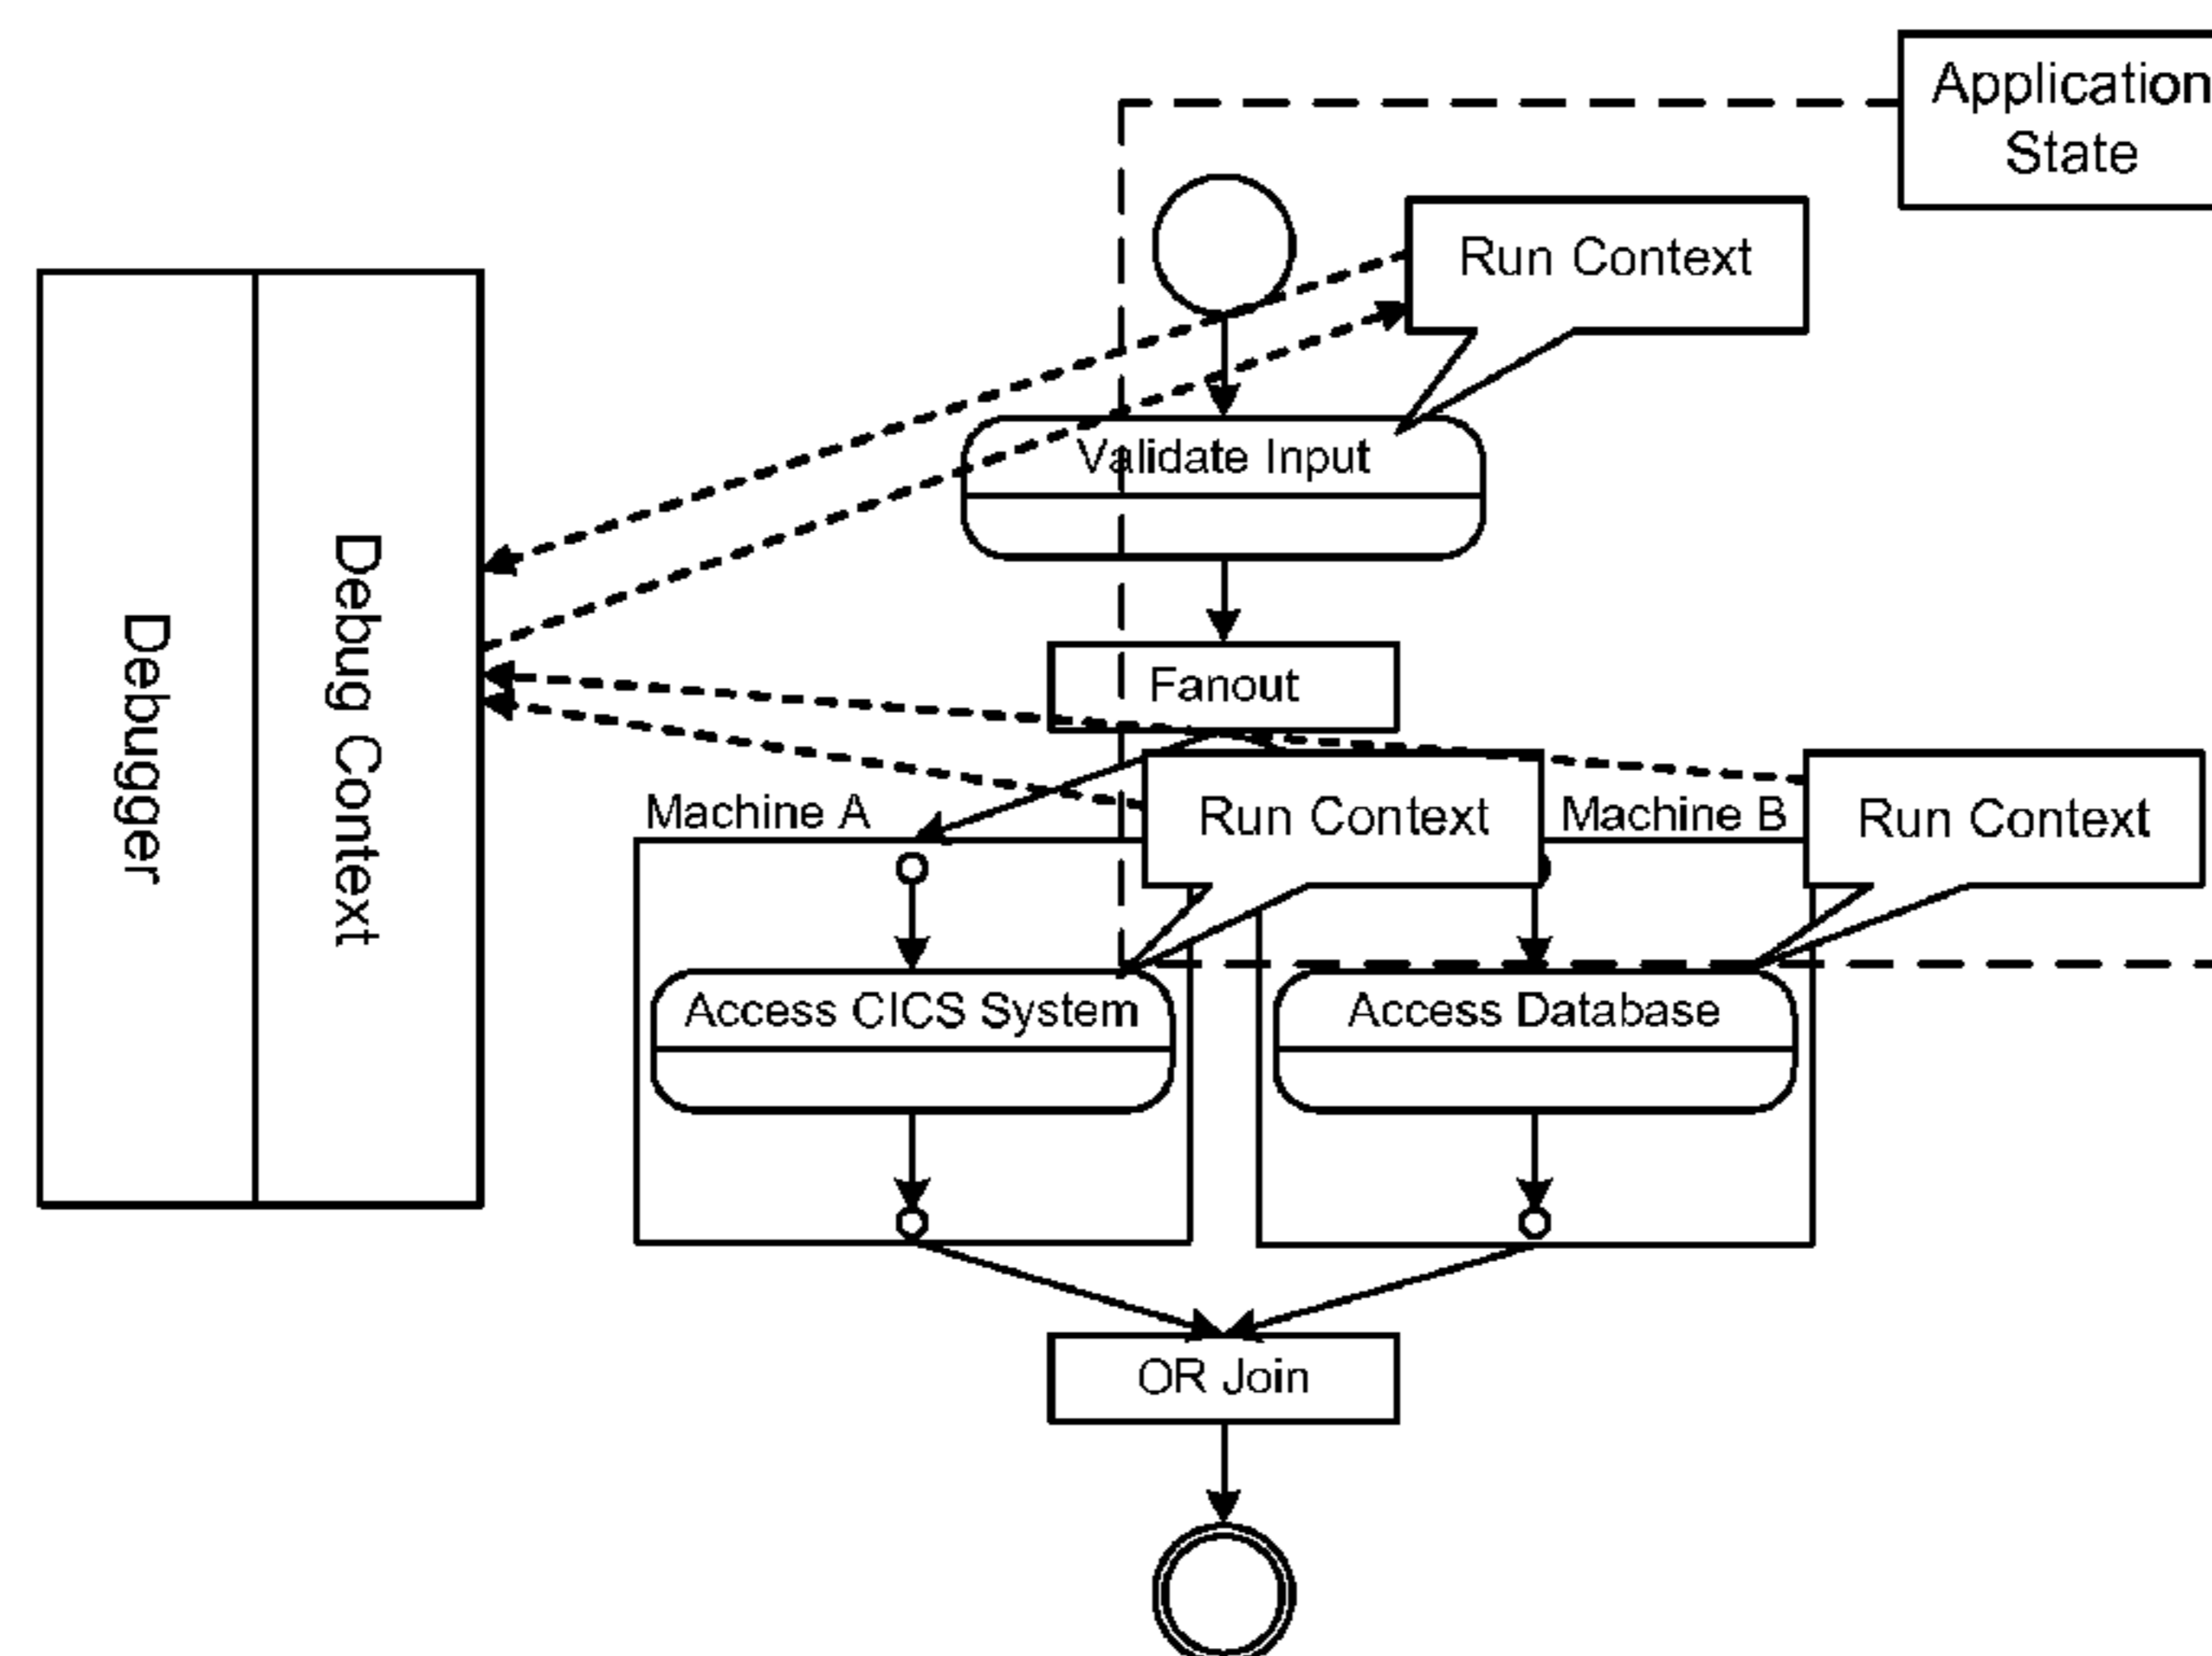 Application
State
Run Context
Validate Input
Debug Context
Debugger
Fanout
Machine A
Run Context
Machine B
Run Context
Access CICS System
Access Database
OR Join